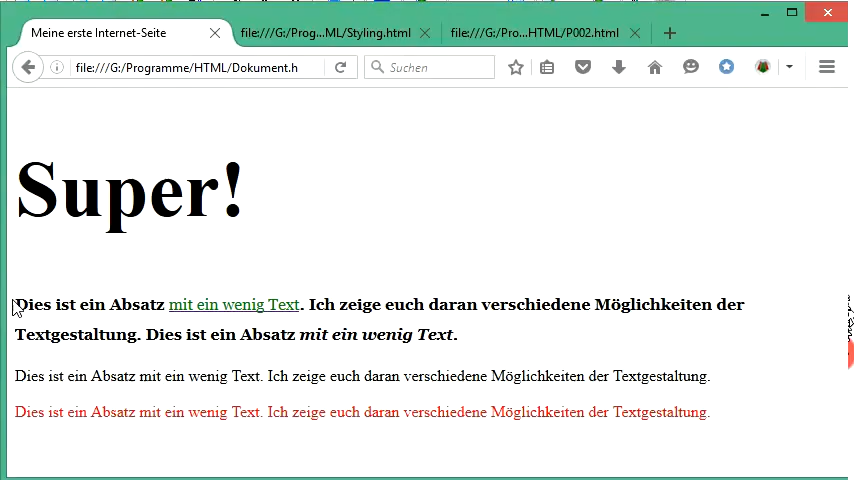 Meine erste Internet-Seite
file:///G:/Prog...ML/Styling.html
file:///G:/Pro...HTML/P002.html
file:///G:/Programme/HTML/Dokument.h
Suchen
Super!
Dies ist ein Absatz mit ein wenig Text. Ich zeige euch daran verschiedene Möglichkeiten der
Textgestaltung. Dies ist ein Absatz mit ein wenig Text.
Dies ist ein Absatz mit ein wenig Text. Ich zeige euch daran verschiedene Möglichkeiten der Textgestaltung.
Dies ist ein Absatz mit ein wenig Text. Ich zeige euch daran verschiedene Möglichkeiten der Textgestaltung.